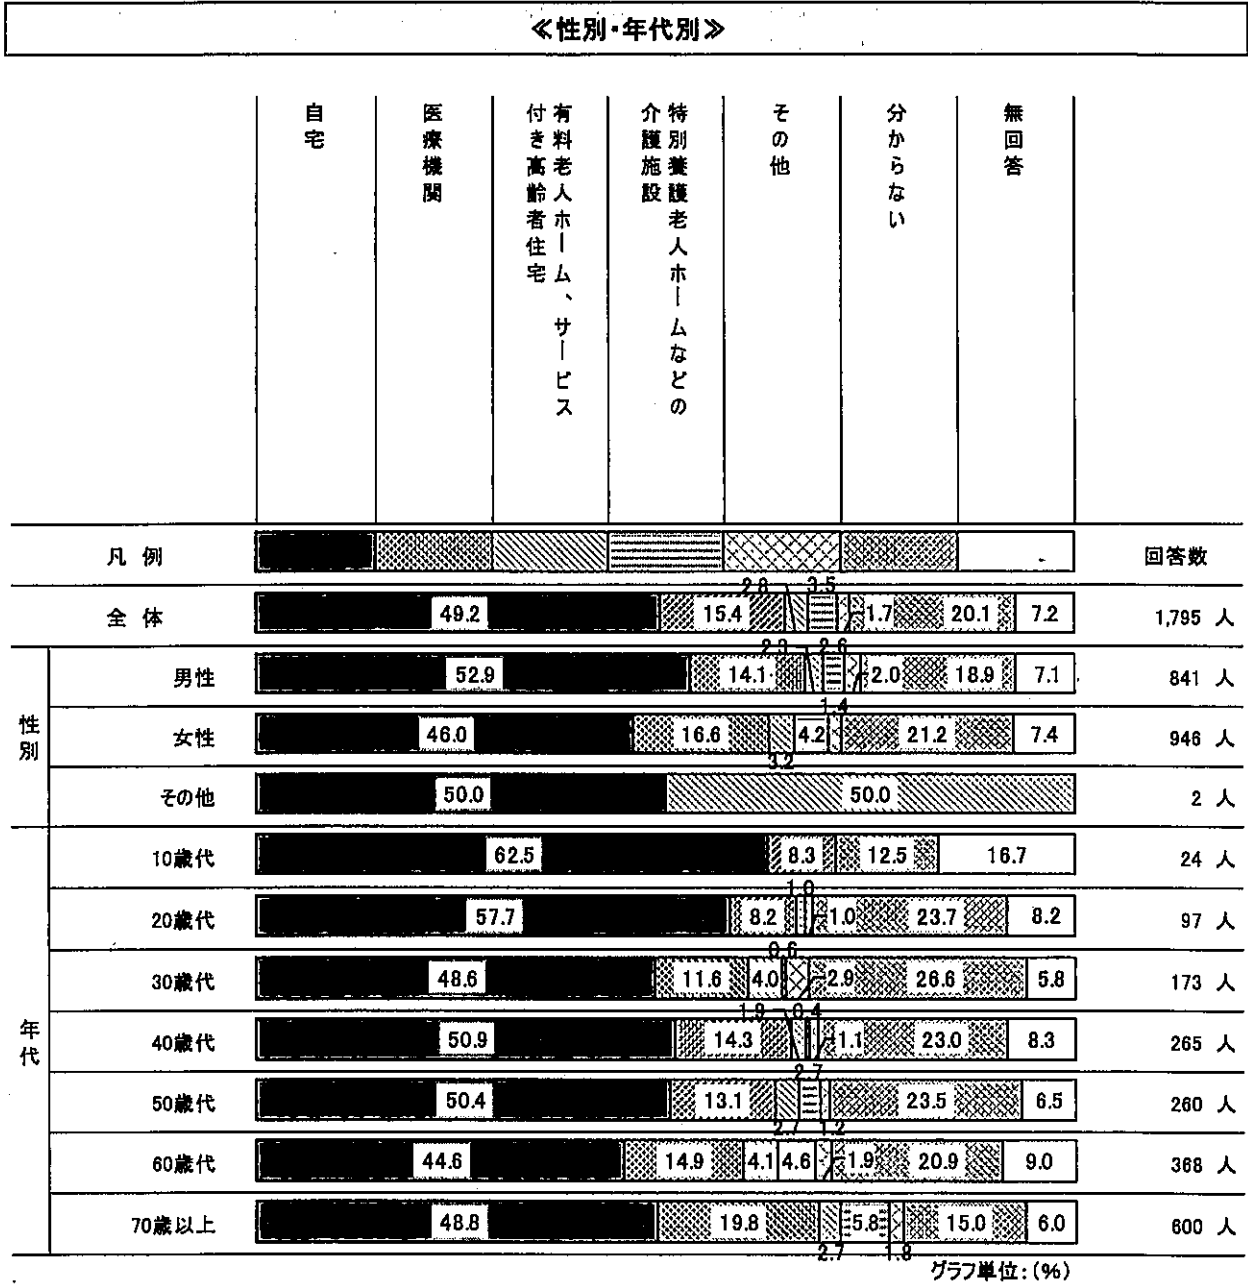 ≪性別・年代別≫
自宅
医療機関
有料老人ホーム、サービス
付き高齢者住宅
特別養護老人ホームなどの
介護施設
その他
分からない
無回答
凡例 回答数
2.8 3.5
全体 49.2 15.4 1.7 20.1 7.2 1,795 人
2.3 2.6
男性 52.9 14.1 2.0 18.9 7.1 841 人
1.4
性別
女性 46.0 16.6 4.2 21.2 7.4 946 人
3.2
その他 50.0 50.0 2 人
10歳代 62.5 8.3 12.5 16.7 24 人
1.0
20歳代 57.7 8.2 1.0 23.7 8.2 97 人
0.6
30歳代 48.6 11.6 4.0 2.9 26.6 5.8 173 人
1.9 0.4
年代
40歳代 50.9 14.3 1.1 23.0 8.3 265 人
2.7
50歳代 50.4 13.1 23.5 6.5 260 人
2.7 1.2
60歳代 44.6 14.9 4.1 4.6 1.9 20.9 9.0 368 人
70歳以上 48.8 19.8 5.8 15.0 6.0 600 人
2.7 1.8
グラフ単位：（％）